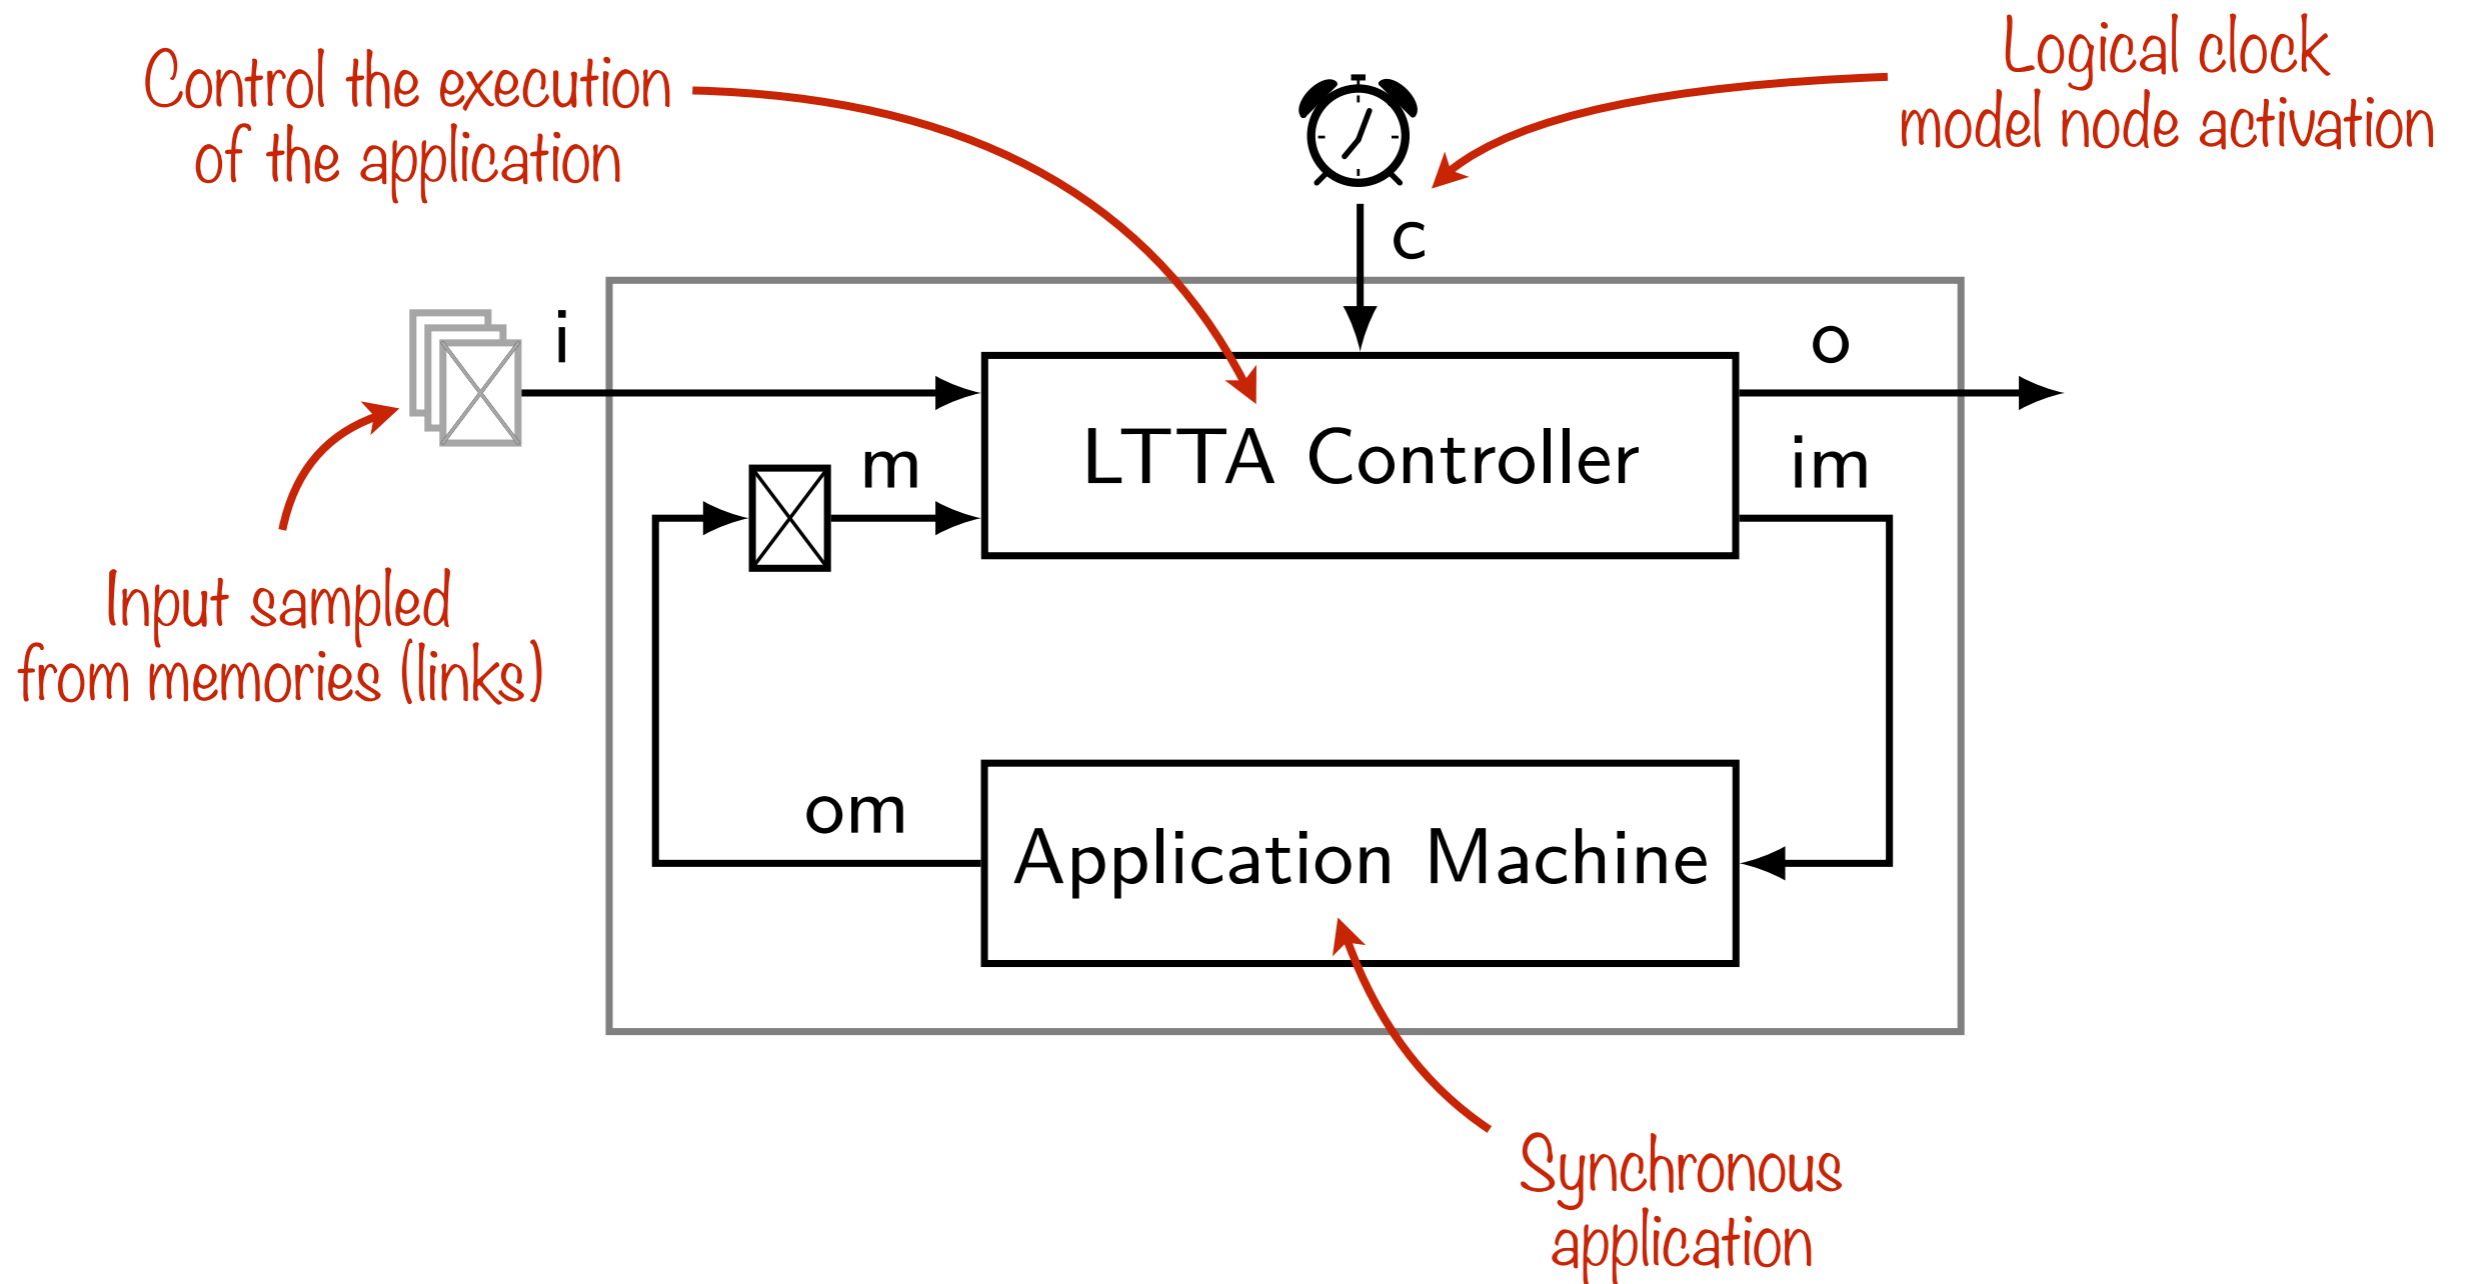 Control the execution
of the application
Logical clock
model node activation
c
i
o
m
LTTA Controller
im
Input sampled
from memories (links)
om
Application Machine
Synchronous
application